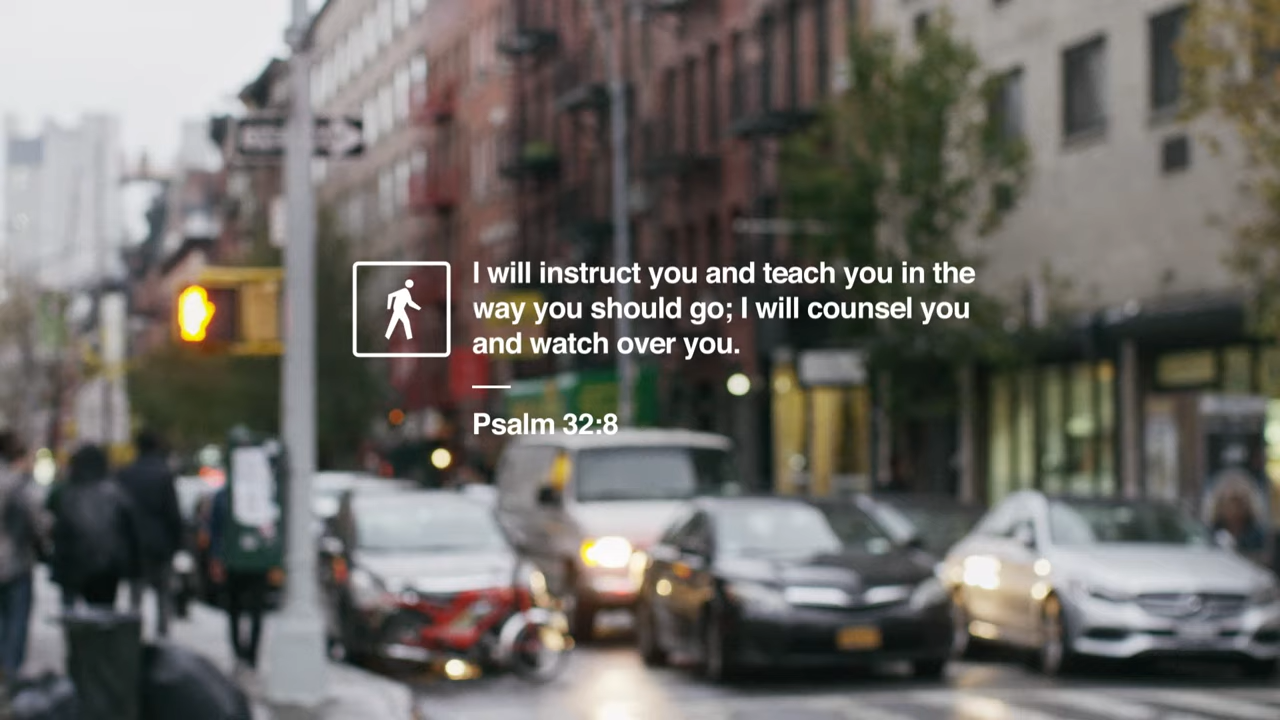 I will instruct you and teach you in the
way you should go; I will counsel you
and watch over you.
Psalm 32:8